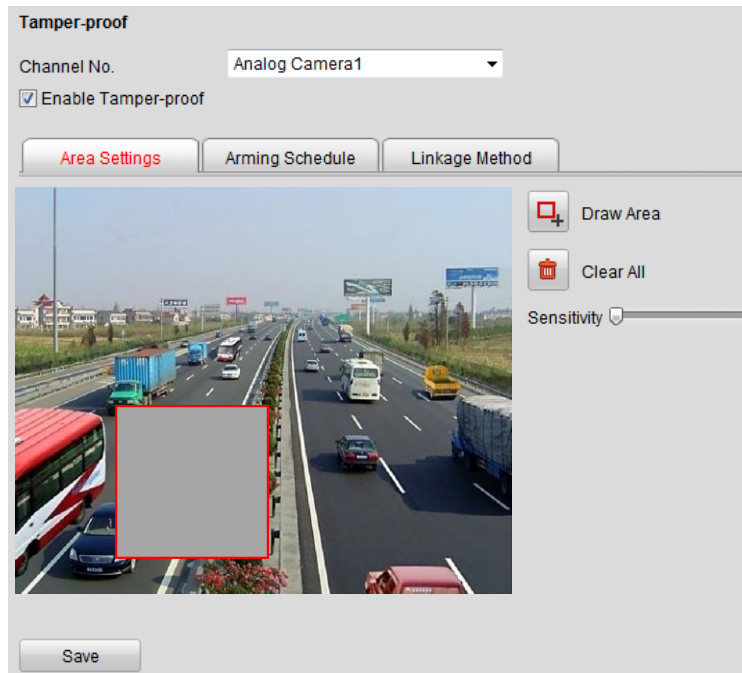 Tamper-proof
Channel No. Analog Camera1
Enable Tamper-proof
Area Settings Arming Schedule Linkage Method
Draw Area
Clear All
Sensitivity
Save